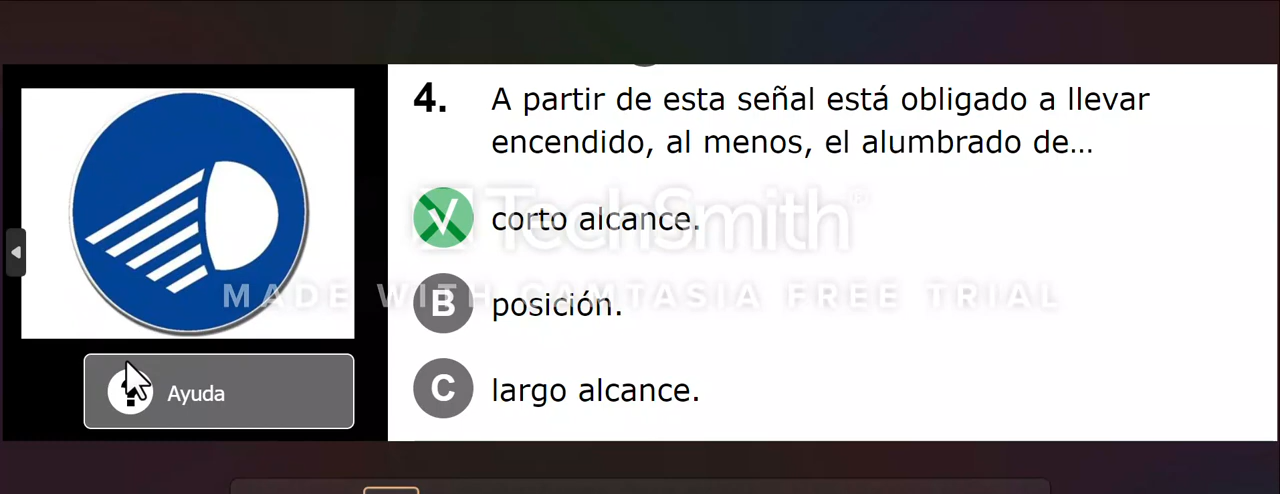 4. A partir de esta señal está obligado a llevar
encendido, al menos, el alumbrado de...
TechSmith®
corto alcance.
MADE WITH CAMTASIA FREE TRIAL
B posición.
Ayuda
C largo alcance.